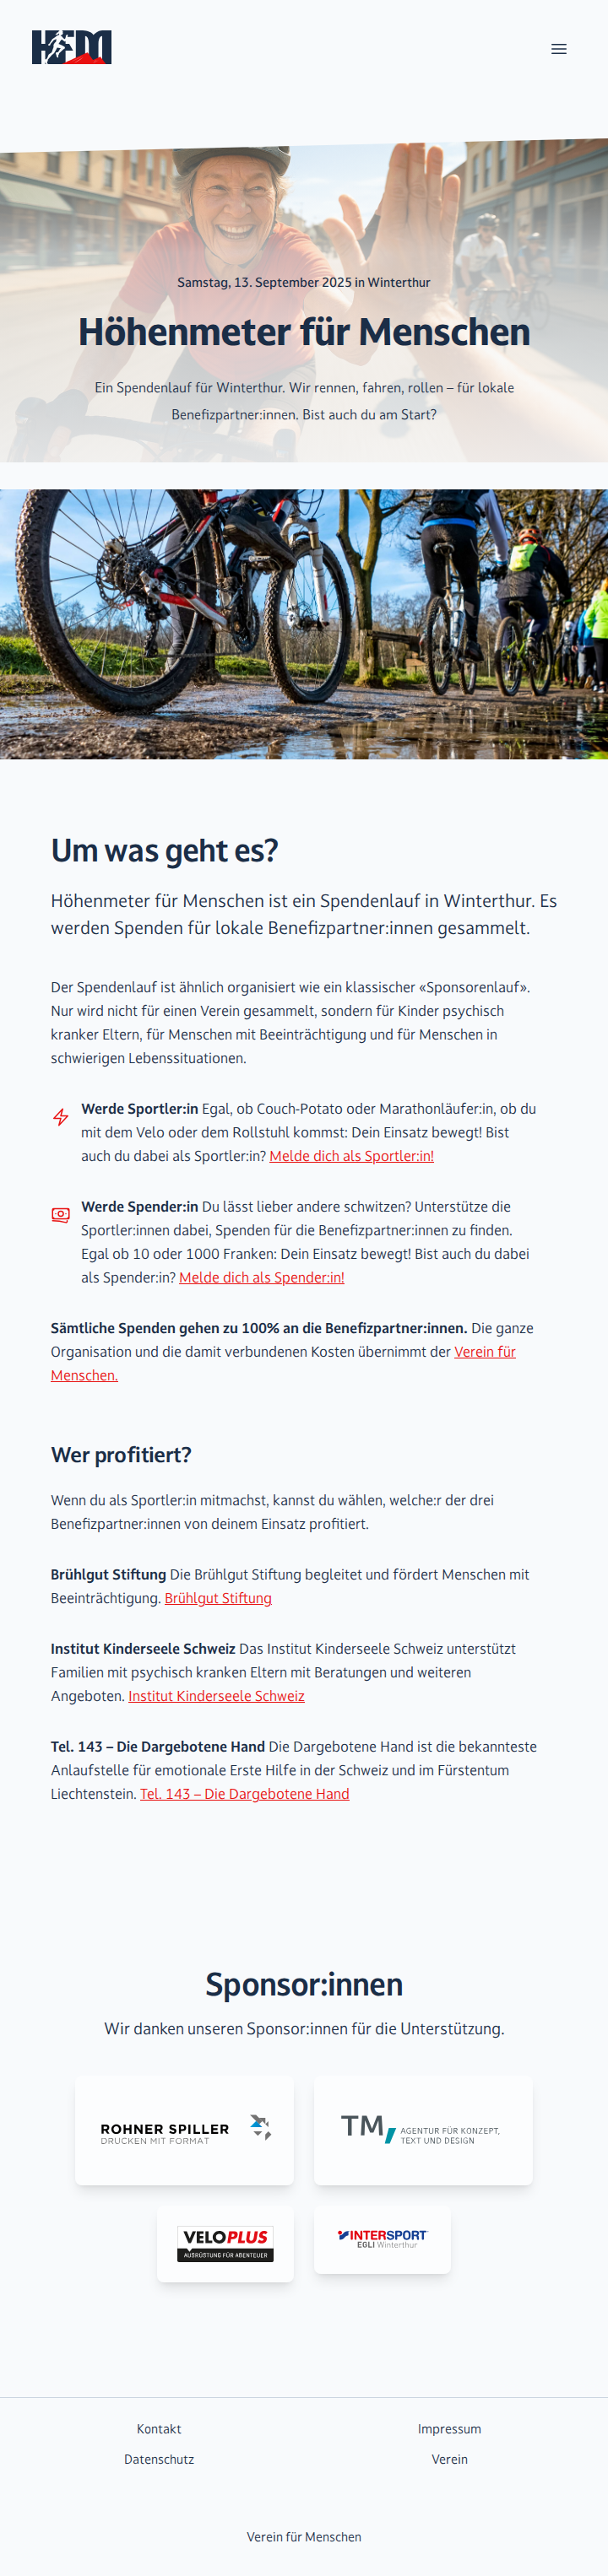 HFM
Samstag, 13. September 2025 in Winterthur
Höhenmeter für Menschen
Ein Spendenlauf für Winterthur. Wir rennen, fahren, rollen – für lokale
Benefizpartner:innen. Bist auch du am Start?
Um was geht es?
Höhenmeter für Menschen ist ein Spendenlauf in Winterthur. Es
werden Spenden für lokale Benefizpartner:innen gesammelt.
Der Spendenlauf ist ähnlich organisiert wie ein klassischer «Sponsorenlauf».
Nur wird nicht für einen Verein gesammelt, sondern für Kinder psychisch
kranker Eltern, für Menschen mit Beeinträchtigung und für Menschen in
schwierigen Lebenssituationen.
Werde Sportler:in Egal, ob Couch-Potato oder Marathonläufer:in, ob du
mit dem Velo oder dem Rollstuhl kommst: Dein Einsatz bewegt! Bist
auch du dabei als Sportler:in? Melde dich als Sportler:in!
Werde Spender:in Du lässt lieber andere schwitzen? Unterstütze die
Sportler:innen dabei, Spenden für die Benefizpartner:innen zu finden.
Egal ob 10 oder 1000 Franken: Dein Einsatz bewegt! Bist auch du dabei
als Spender:in? Melde dich als Spender:in!
Sämtliche Spenden gehen zu 100% an die Benefizpartner:innen. Die ganze
Organisation und die damit verbundenen Kosten übernimmt der Verein für
Menschen.
Wer profitiert?
Wenn du als Sportler:in mitmachst, kannst du wählen, welche:r der drei
Benefizpartner:innen von deinem Einsatz profitiert.
Brühlgut Stiftung Die Brühlgut Stiftung begleitet und fördert Menschen mit
Beeinträchtigung. Brühlgut Stiftung
Institut Kinderseele Schweiz Das Institut Kinderseele Schweiz unterstützt
Familien mit psychisch kranken Eltern mit Beratungen und weiteren
Angeboten. Institut Kinderseele Schweiz
Tel. 143 – Die Dargebotene Hand Die Dargebotene Hand ist die bekannteste
Anlaufstelle für emotionale Erste Hilfe in der Schweiz und im Fürstentum
Liechtenstein. Tel. 143 – Die Dargebotene Hand
Sponsor:innen
Wir danken unseren Sponsor:innen für die Unterstützung.
ROHNER SPILLER
DRUCKEN MIT FORMAT
TM
AGENTUR FÜR KONZEPT,
TEXT UND DESIGN
VELOPLUS
AUSRÜSTUNG FÜR ABENTEUER
INTERSPORT
EGLI Winterthur
Kontakt
Impressum
Datenschutz
Verein
Verein für Menschen